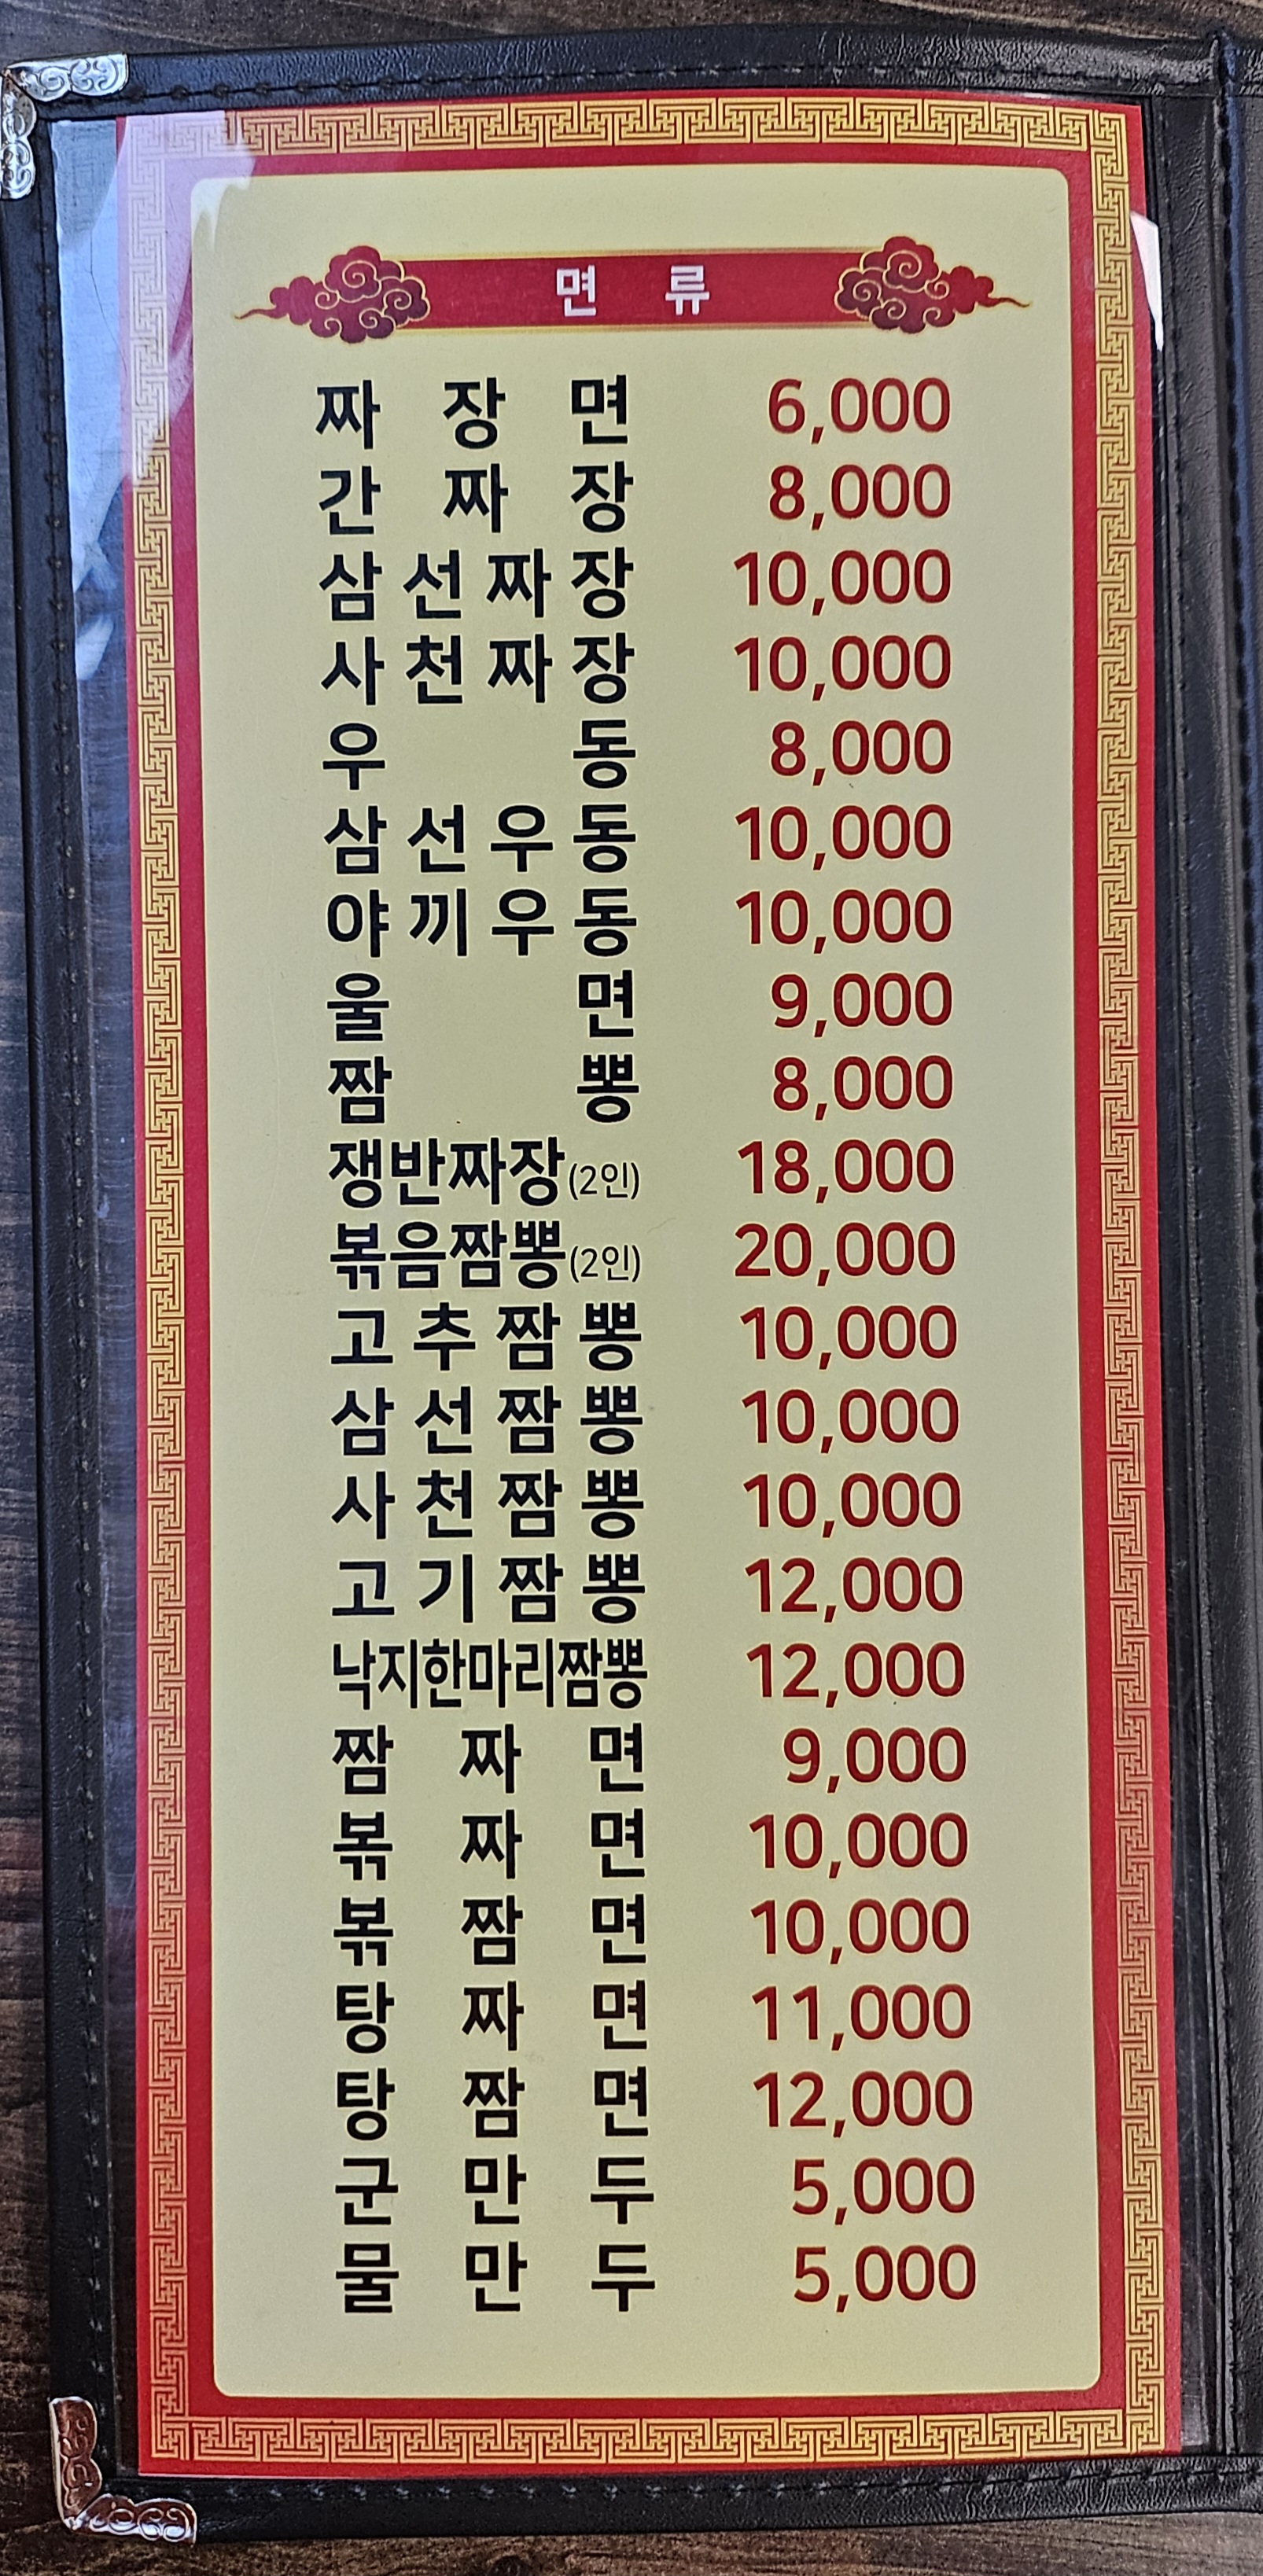 면 류
짜 장 면 6,000
간 짜 장 8,000
삼 선 짜 장 10,000
사 천 짜 장 10,000
우 동 8,000
삼 선 우 동 10,000
야 끼 우 동 10,000
울 면 9,000
짬 뽕 8,000
쟁반짜장(2인) 18,000
볶음짬뽕(2인) 20,000
고 추 짬 뽕 10,000
삼 선 짬 뽕 10,000
사 천 짬 뽕 10,000
고 기 짬 뽕 12,000
낙지한마리짬뽕 12,000
짬 짜 면 9,000
볶 짜 면 10,000
볶 짬 면 10,000
탕 짜 면 11,000
탕 짬 면 12,000
군 만 두 5,000
물 만 두 5,000